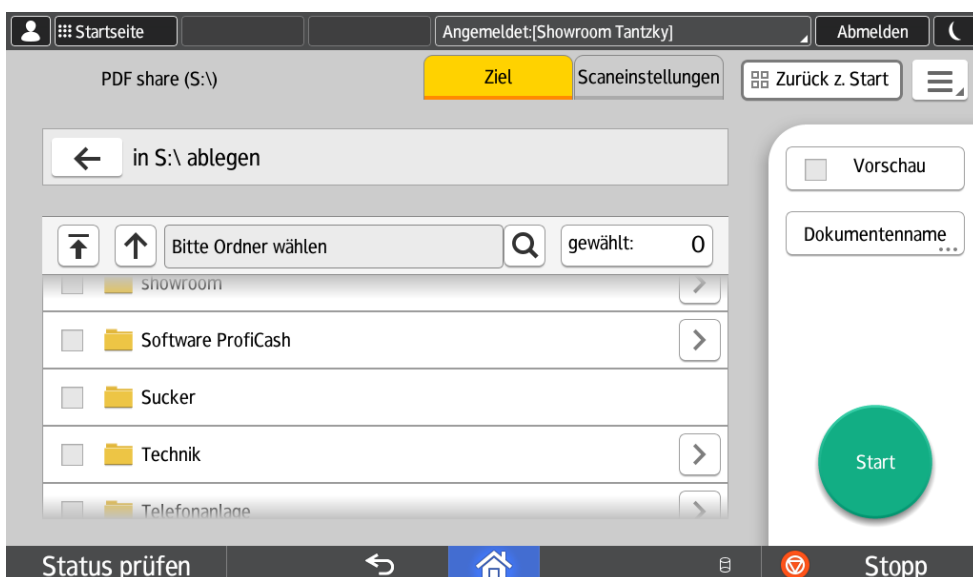 Startseite
Angemeldet:[Showroom Tantzky]
Abmelden
PDF share (S:\)
Ziel
Scaneinstellungen
Zurück z. Start
in S:\ ablegen
Vorschau
Dokumentenname
Bitte Ordner wählen
gewählt: 0
showroom
Software ProfiCash
Sucker
Technik
Telefonanlage
Start
Status prüfen
Stopp